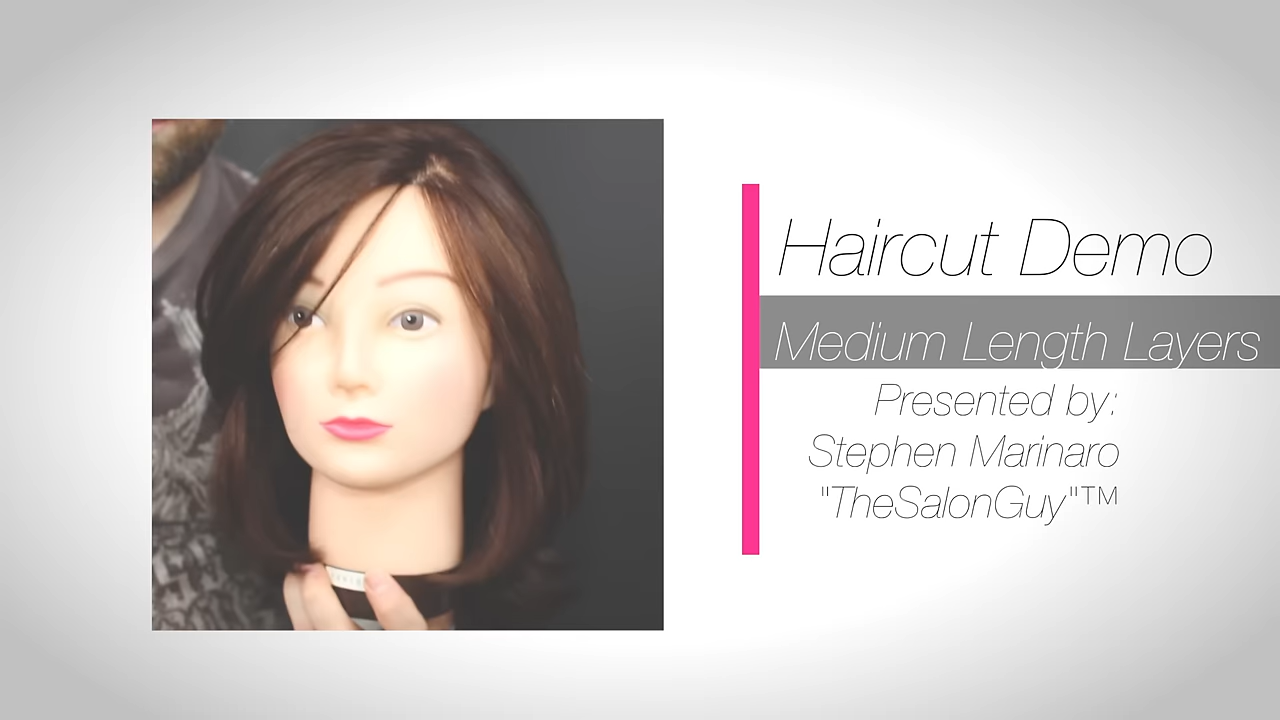 Haircut Demo
Medium Length Layers
Presented by:
Stephen Marinaro
"TheSalonGuy"™